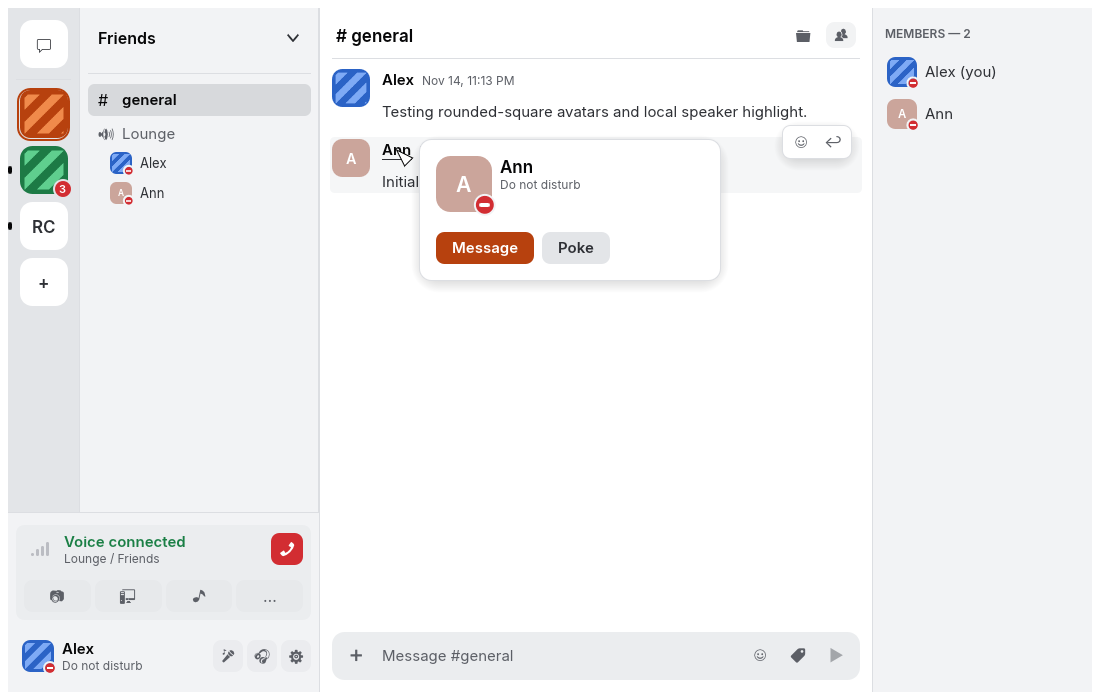 Friends
# general
Lounge
Alex
A
Ann
3
RC
+
Voice connected
Lounge / Friends
...
Alex
Do not disturb
# general
Alex Nov 14, 11:13 PM
Testing rounded-square avatars and local speaker highlight.
A
Ann
Initial
A
Ann
Do not disturb
Message
Poke
+ Message #general
MEMBERS — 2
Alex (you)
A
Ann